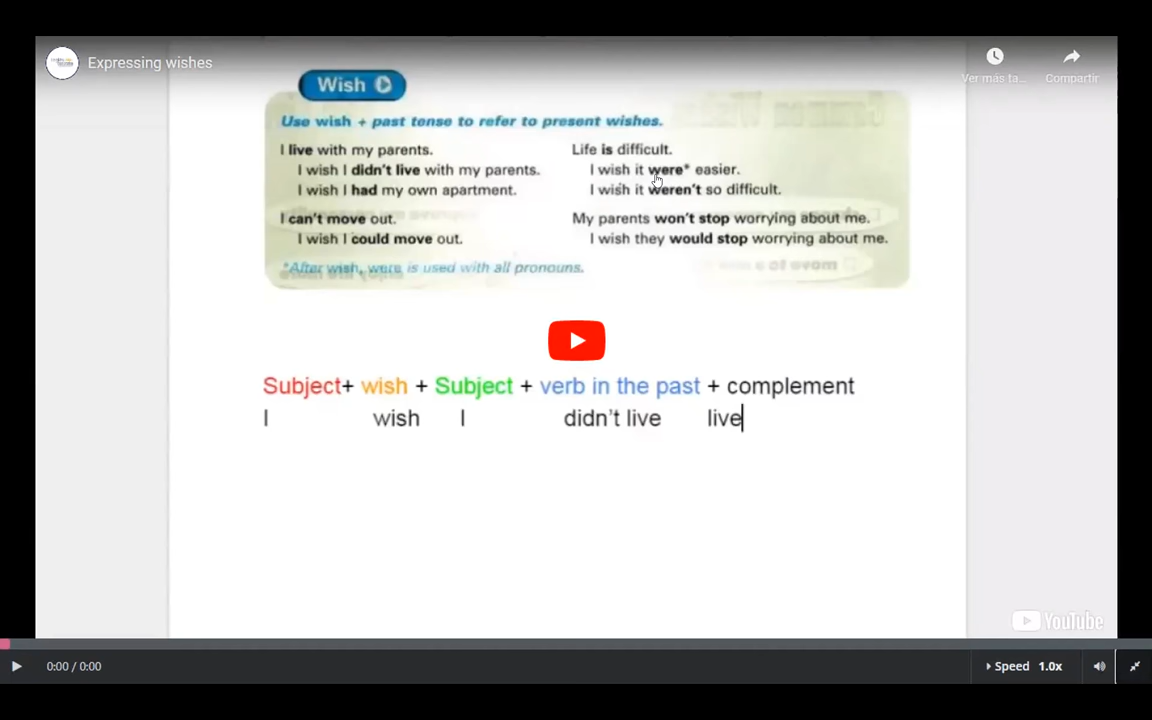 Expressing wishes
Ver más ta...
Compartir
Wish
Use wish + past tense to refer to present wishes.
I live with my parents.
I wish I didn't live with my parents.
I wish I had my own apartment.
I can't move out.
I wish I could move out.
Life is difficult.
I wish it were* easier.
I wish it weren't so difficult.
My parents won't stop worrying about me.
I wish they would stop worrying about me.
*After wish, were is used with all pronouns.
Subject+ wish + Subject + verb in the past + complement
I wish I didn't live live
YouTube
0:00 / 0:00
Speed 1.0x